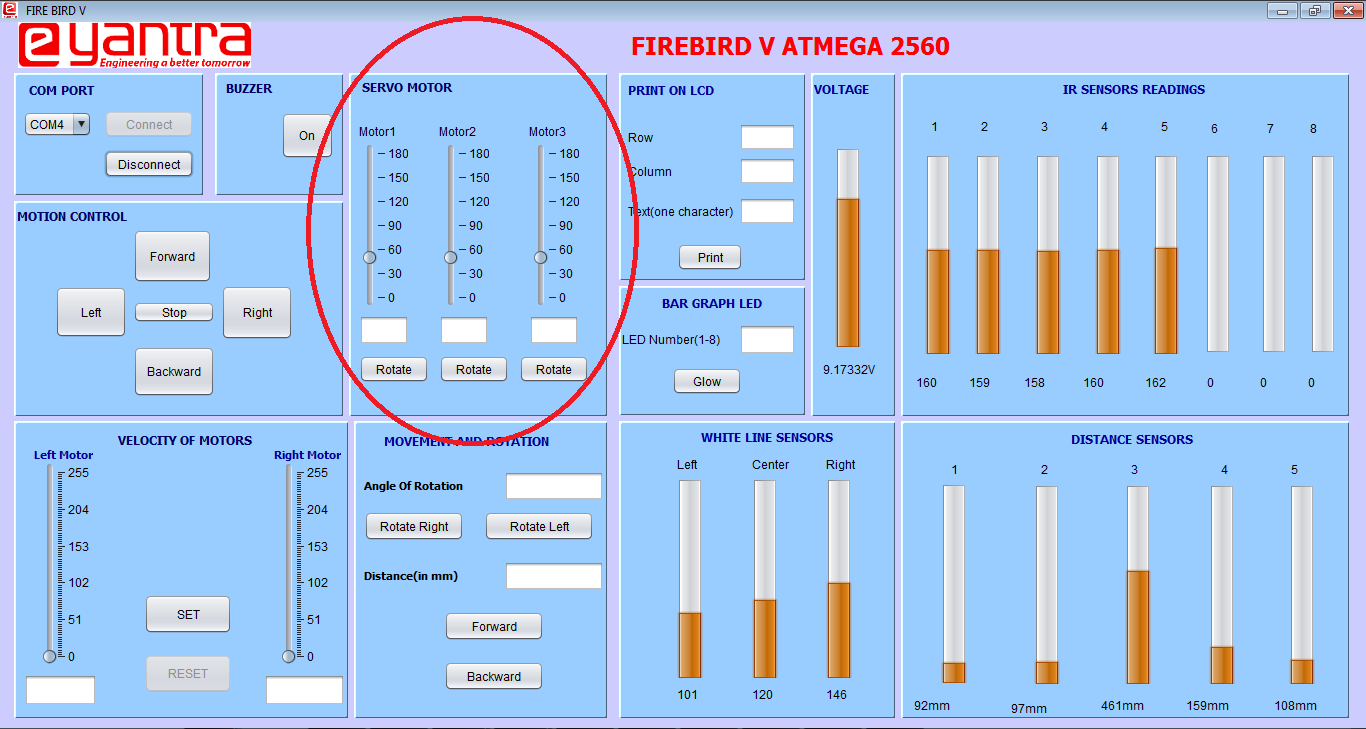 FIRE BIRD V
e yantra
Engineering a better tomorrow
FIREBIRD V ATMEGA 2560
COM PORT
COM4
Connect
Disconnect
BUZZER
On
MOTION CONTROL
Forward
Left
Stop
Right
Backward
SERVO MOTOR
Motor1 Motor2 Motor3
180 180 180
150 150 150
120 120 120
90 90 90
60 60 60
30 30 30
0 0 0
Rotate Rotate Rotate
PRINT ON LCD
Row
Column
Text(one character)
Print
BAR GRAPH LED
LED Number(1-8)
Glow
VOLTAGE
9.17332V
IR SENSORS READINGS
1 2 3 4 5 6 7 8
160 159 158 160 162 0 0 0
VELOCITY OF MOTORS
Left Motor Right Motor
255 255
204 204
153 153
102 102
51 51
0 0
SET
RESET
MOVEMENT AND ROTATION
Angle Of Rotation
Rotate Right Rotate Left
Distance(in mm)
Forward
Backward
WHITE LINE SENSORS
Left Center Right
101 120 146
DISTANCE SENSORS
1 2 3 4 5
92mm 97mm 461mm 159mm 108mm